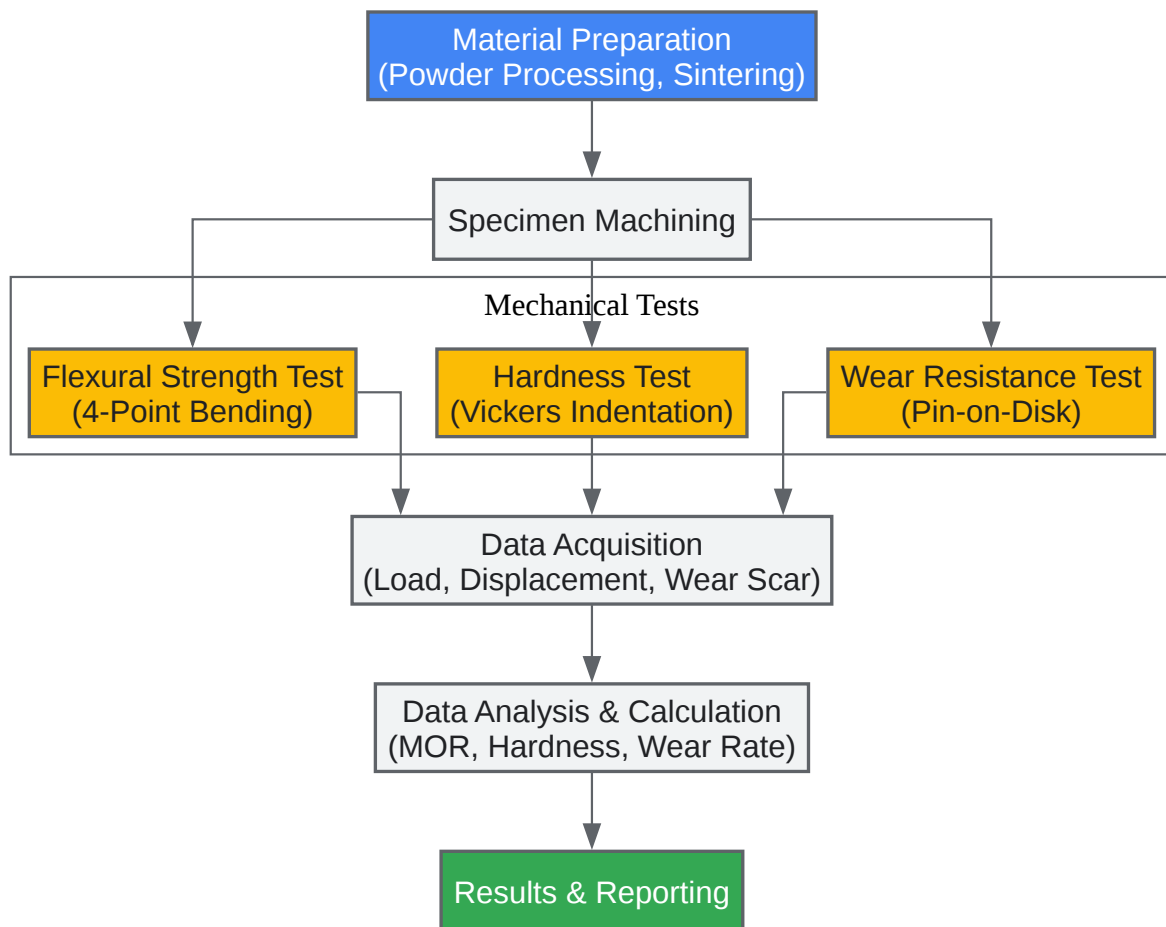 Material Preparation
(Powder Processing, Sintering)
Specimen Machining
Mechanical Tests
Flexural Strength Test
(4-Point Bending)
Hardness Test
(Vickers Indentation)
Wear Resistance Test
(Pin-on-Disk)
Data Acquisition
(Load, Displacement, Wear Scar)
Data Analysis & Calculation
(MOR, Hardness, Wear Rate)
Results & Reporting